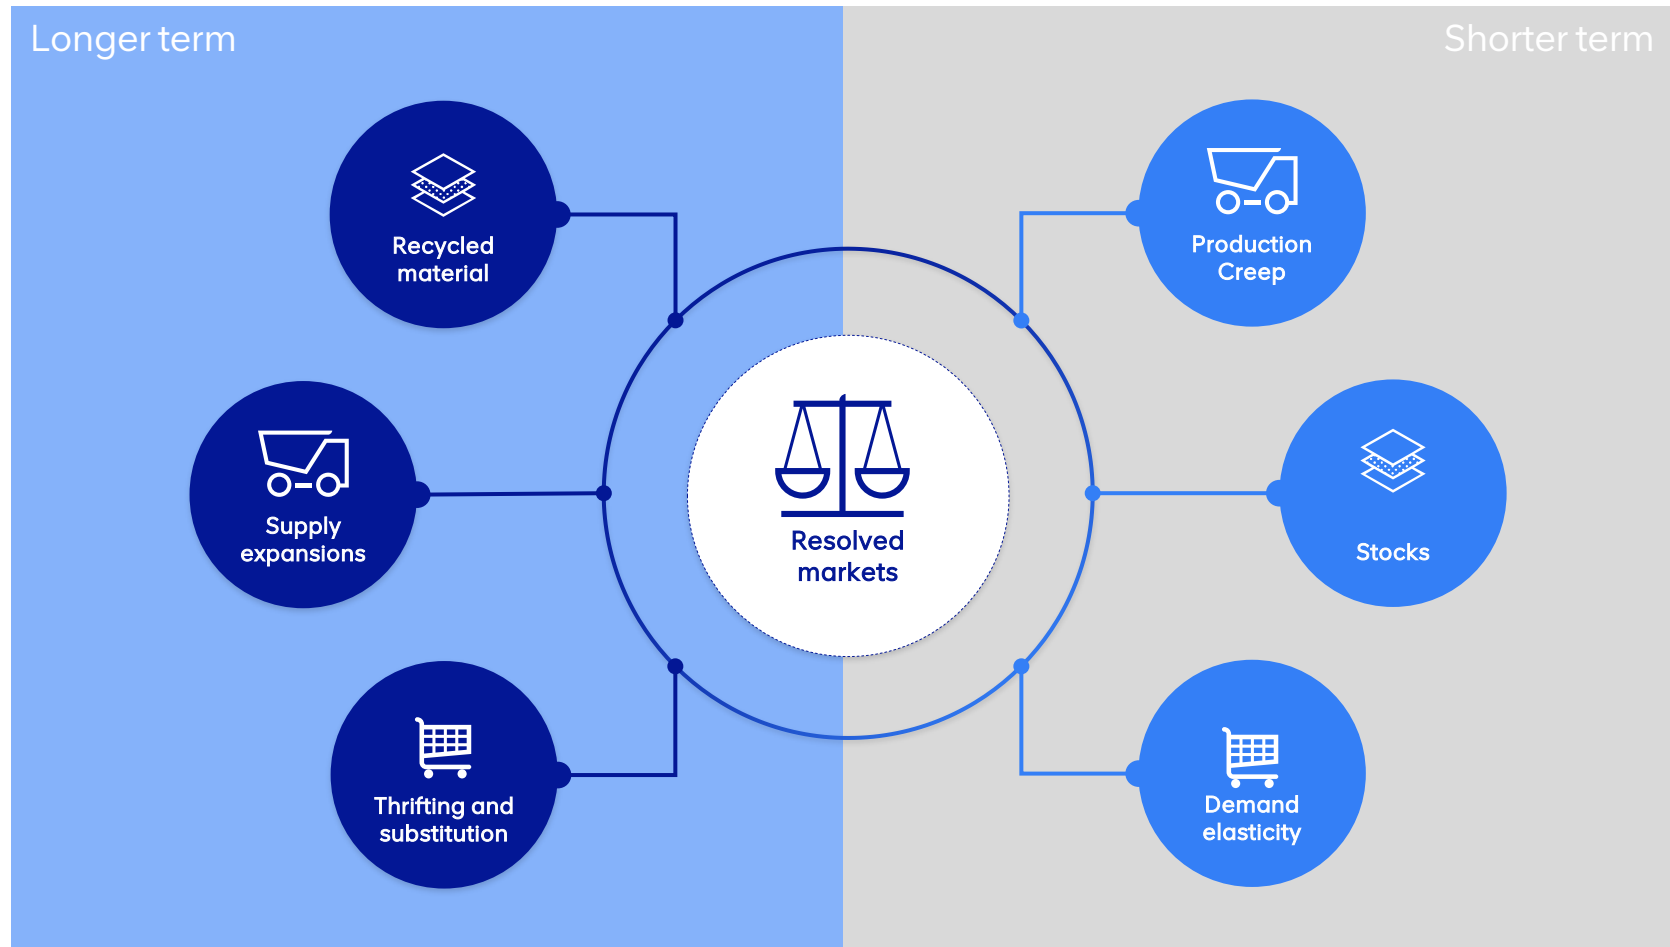 Longer term
Shorter term
Recycled
material
Production
Creep
Supply
expansions
Resolved
markets
Stocks
Thrifting and
substitution
Demand
elasticity